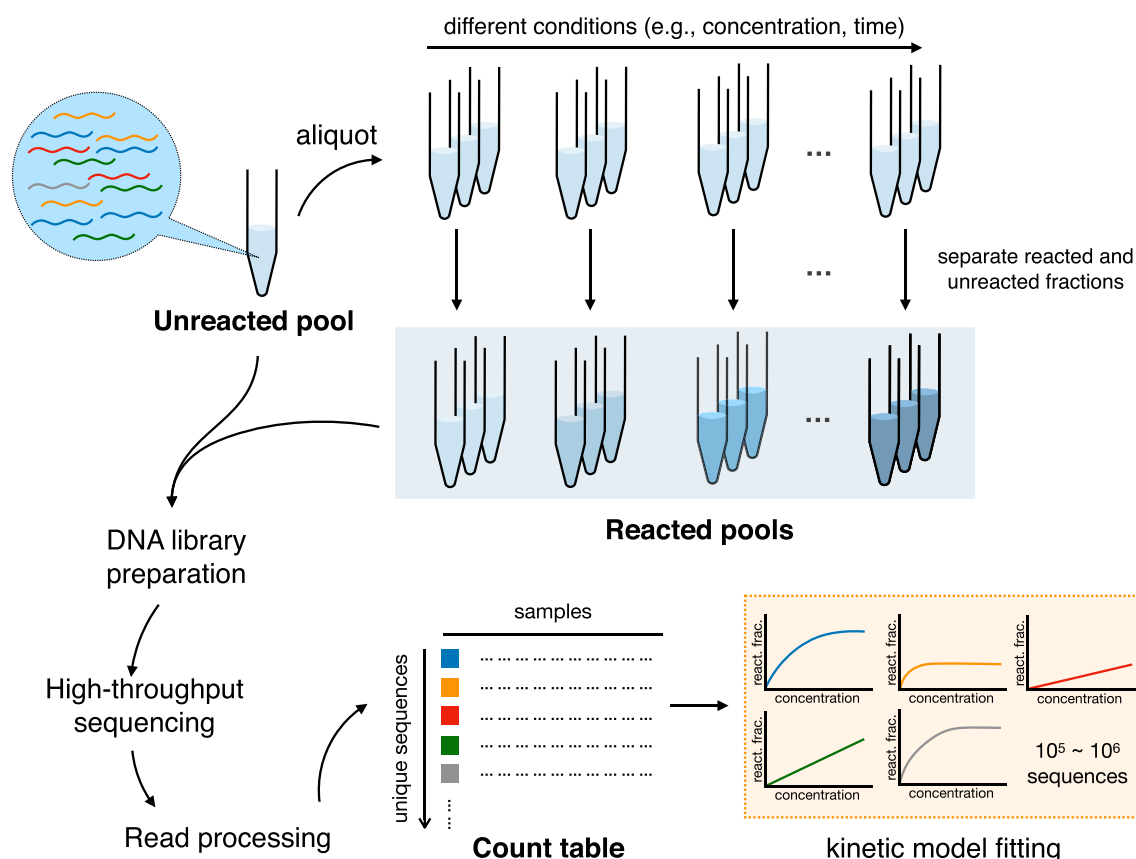 different conditions (e.g., concentration, time)
aliquot
...
Unreacted pool
...
separate reacted and
unreacted fractions
...
Reacted pools
DNA library
preparation
High-throughput
sequencing
Read processing
samples
unique sequences
... ... ... ... ... ... ... ... ... ...
... ... ... ... ... ... ... ... ... ...
... ... ... ... ... ... ... ... ... ...
... ... ... ... ... ... ... ... ... ...
... ... ... ... ... ... ... ... ... ...
......
Count table
react. frac.
concentration
react. frac.
concentration
react. frac.
concentration
react. frac.
concentration
react. frac.
concentration
10⁵ ~ 10⁶
sequences
kinetic model fitting